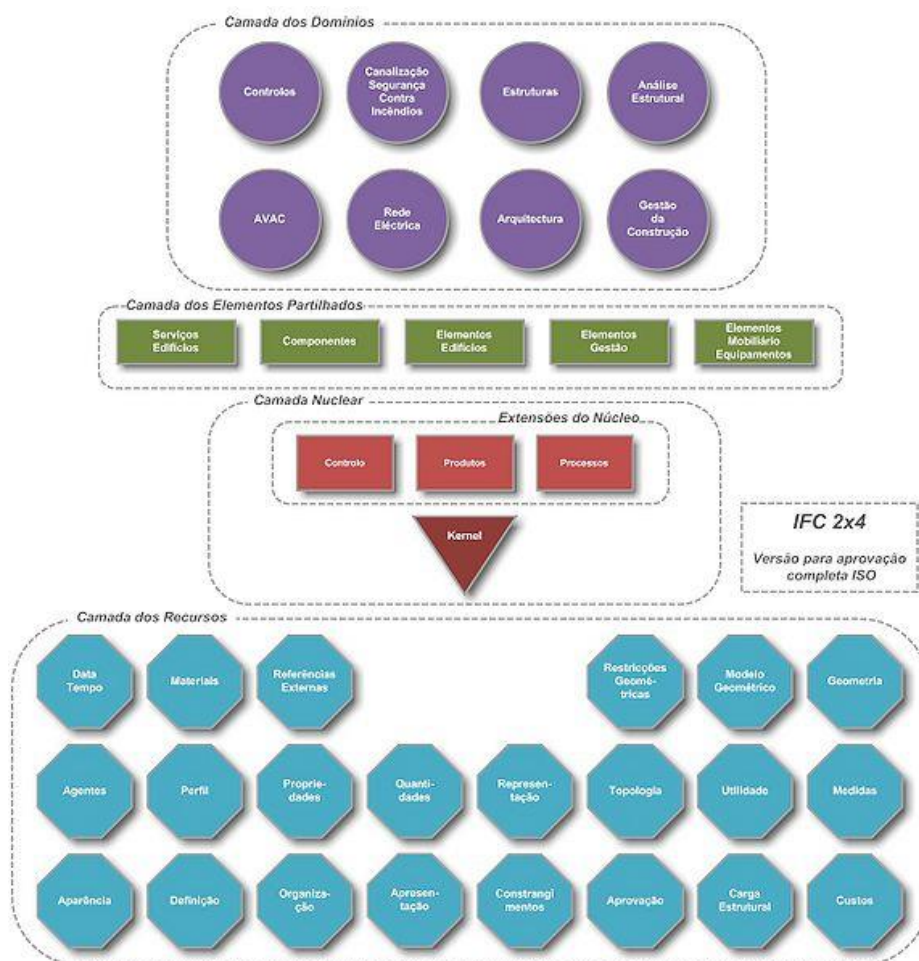 Camada dos Domínios
Controlos
Canalização
Segurança
Contra
Incêndios
Estruturas
Análise
Estrutural
AVAC
Rede
Eléctrica
Arquitectura
Gestão
da
Construção
Camada dos Elementos Partilhados
Serviços
Edifícios
Componentes
Elementos
Edifícios
Elementos
Gestão
Elementos
Mobiliário
Equipamentos
Camada Nuclear
Extensões do Núcleo
Controlo
Produtos
Processos
Kernel
IFC 2x4
Versão para aprovação
completa ISO
Camada dos Recursos
Data
Tempo
Materiais
Referências
Externas
Restricções
Geomé-
tricas
Modelo
Geométrico
Geometria
Agentes
Perfil
Proprie-
dades
Quanti-
dades
Represen-
tação
Topologia
Utilidade
Medidas
Aparência
Definição
Organiza-
ção
Apresen-
tação
Constrangi-
mentos
Aprovação
Carga
Estrutural
Custos